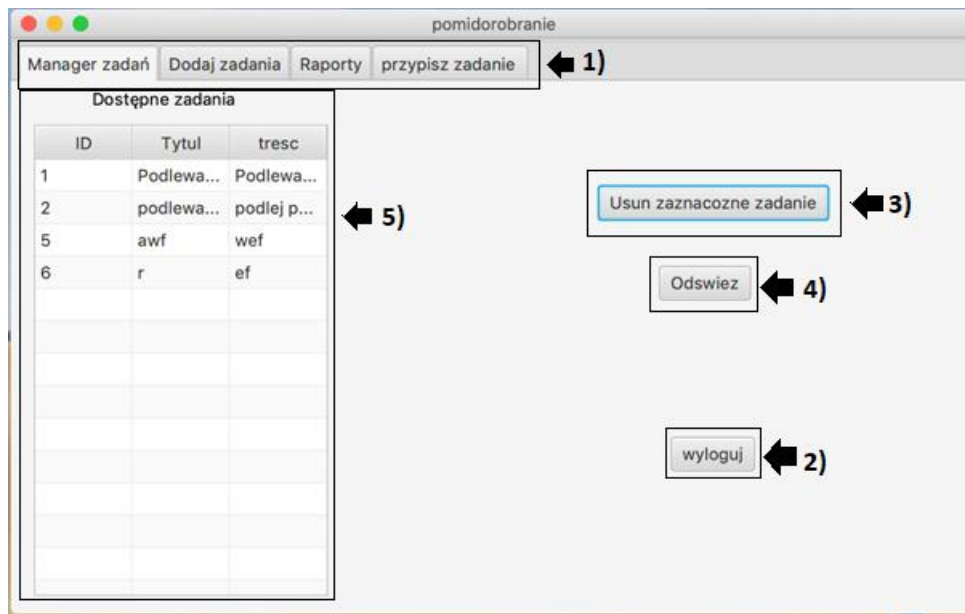 pomidorobranie
Manager zadań Dodaj zadania Raporty przypisz zadanie 1)
Dostępne zadania
ID Tytul tresc
1 Podlewa... Podlewa...
2 podlewa... podlej p...
5 awf wef
6 r ef
5)
Usun zaznacozne zadanie 3)
Odswiez 4)
wyloguj 2)